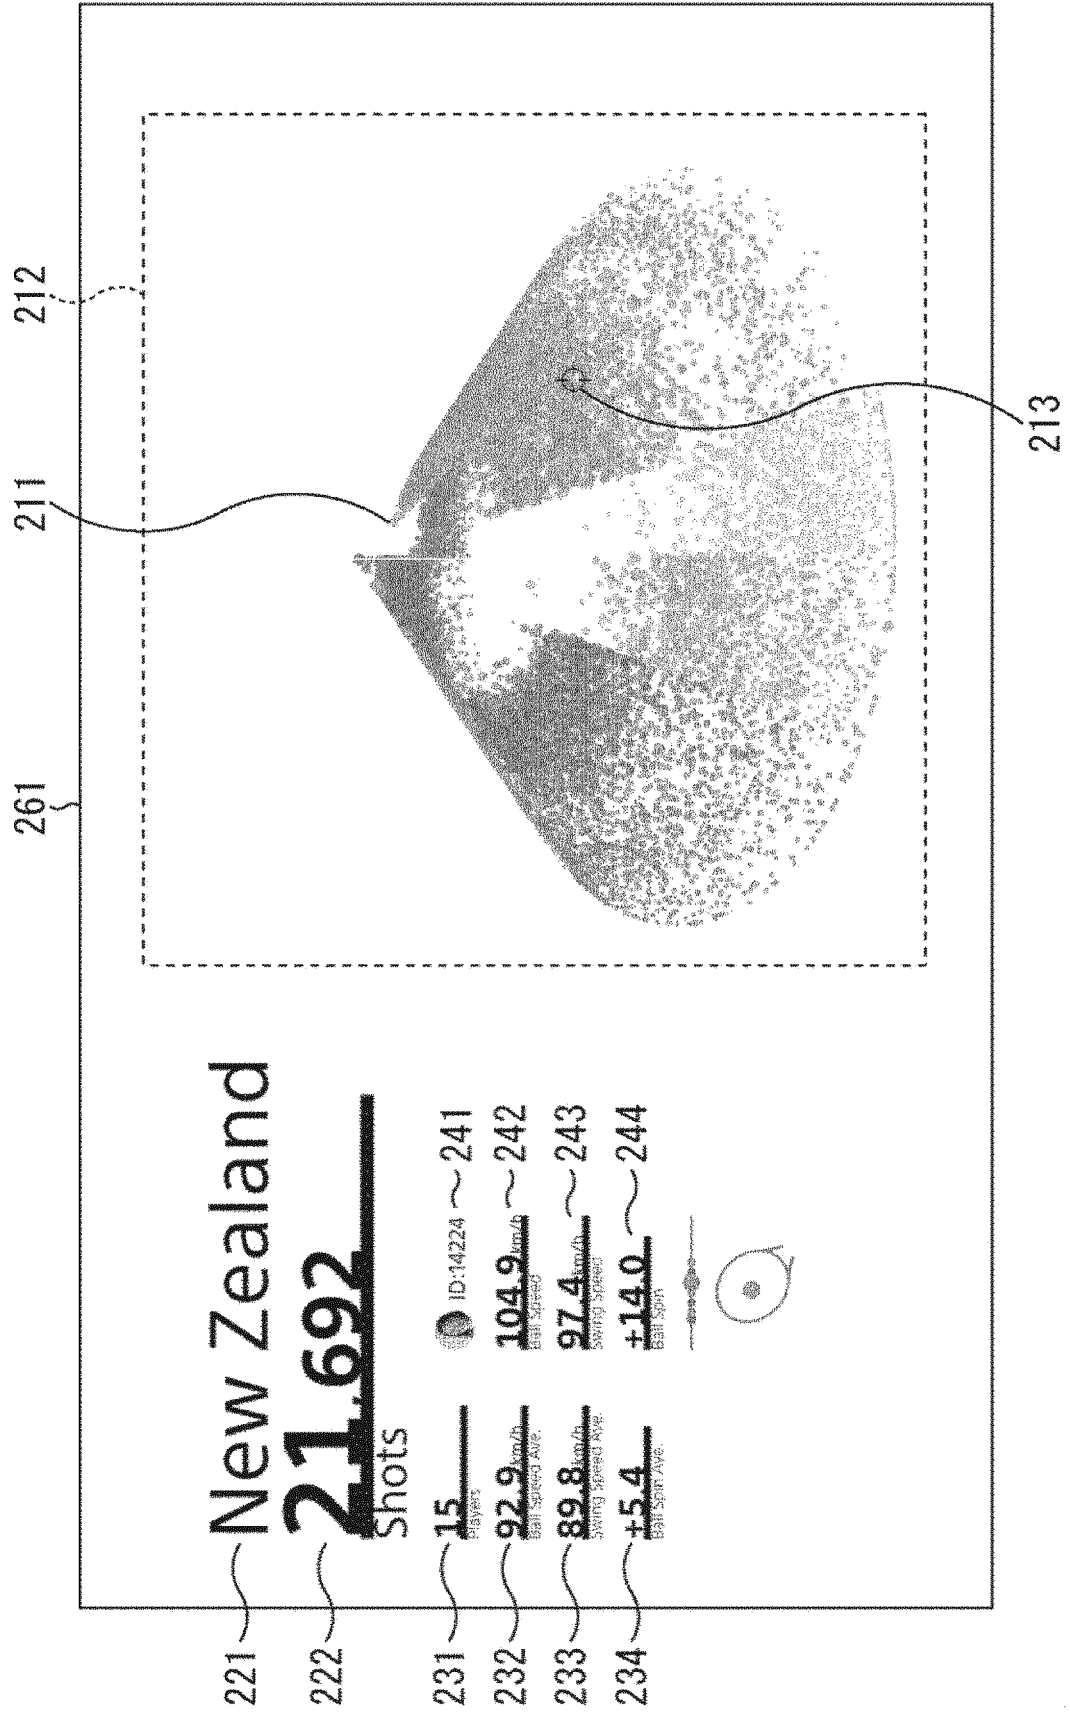 261
211
212
213
221
New Zealand
222
21,692
Shots
231
15
Players
ID:14224
241
232
92.9km/h
Ball Speed Ave.
104.9km/h
Ball Speed
242
233
89.8km/h
Swing Speed Ave.
97.4km/h
Swing Speed
243
234
+5.4
Ball Spin Ave.
+14.0
Ball Spin
244